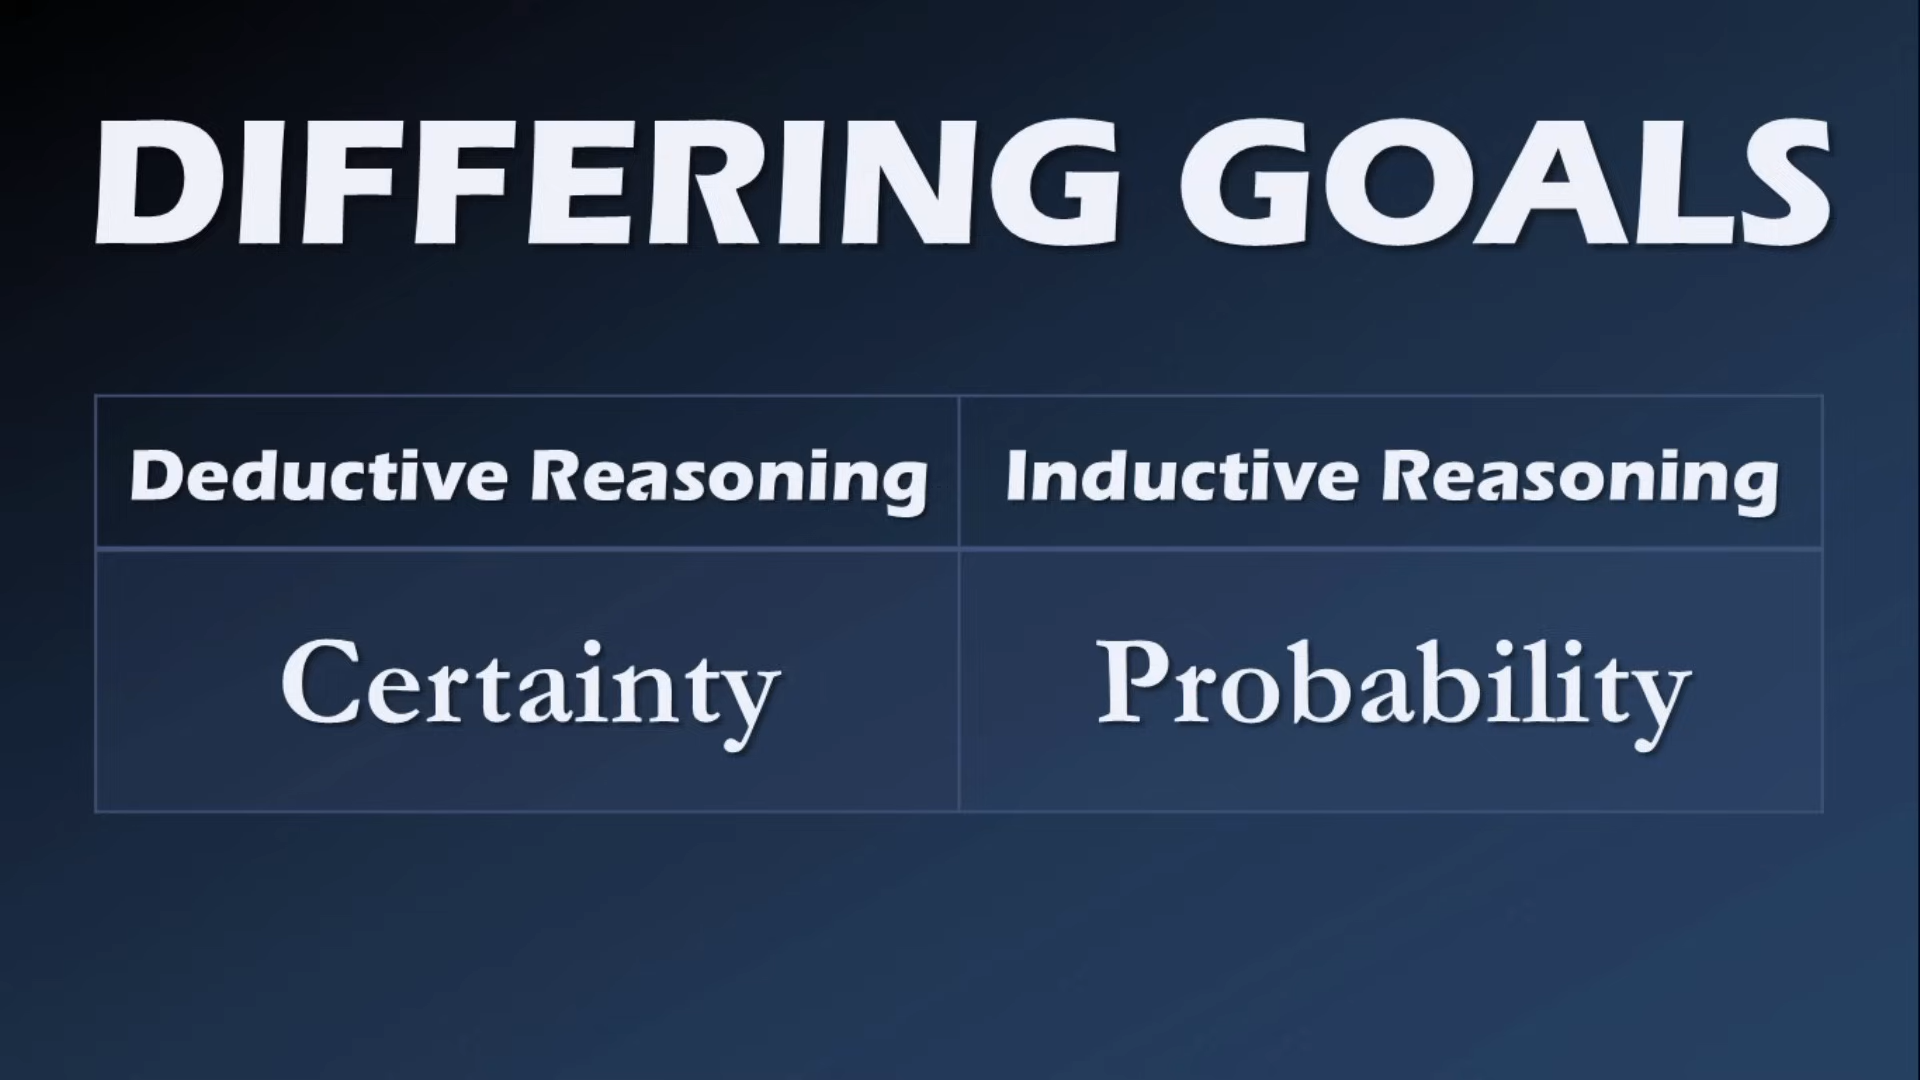 DIFFERING GOALS
Deductive Reasoning Inductive Reasoning
Certainty Probability